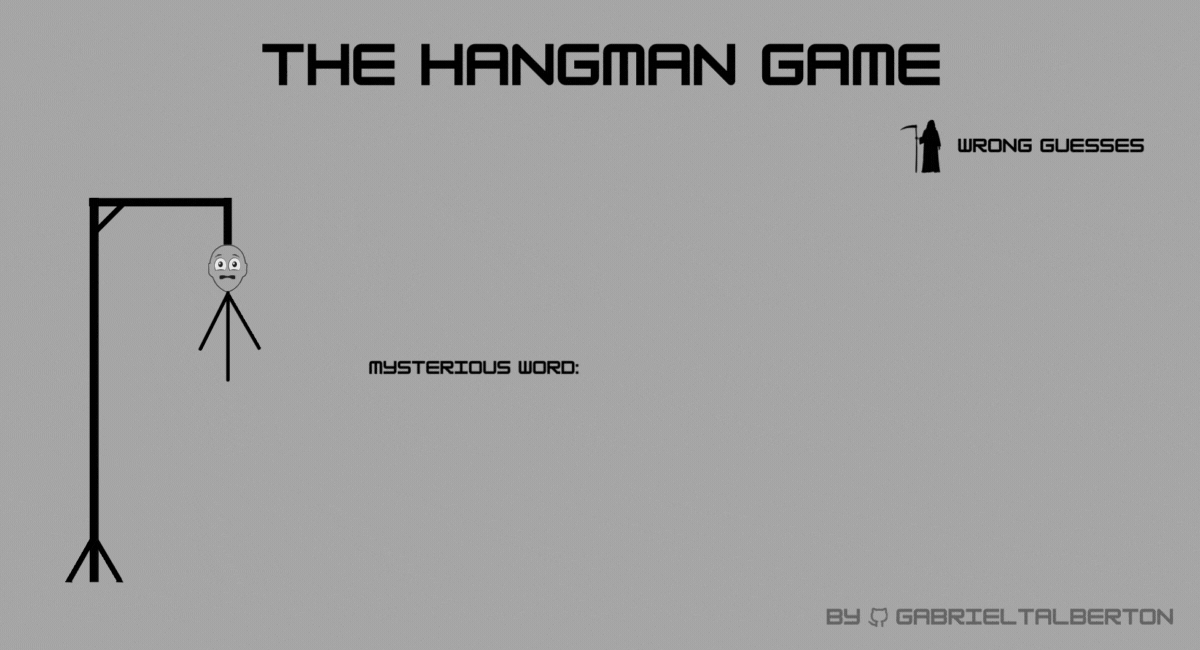 THE HANGMAN GAME
WRONG GUESSES
MYSTERIOUS WORD:
BY GABRIELTALBERTON